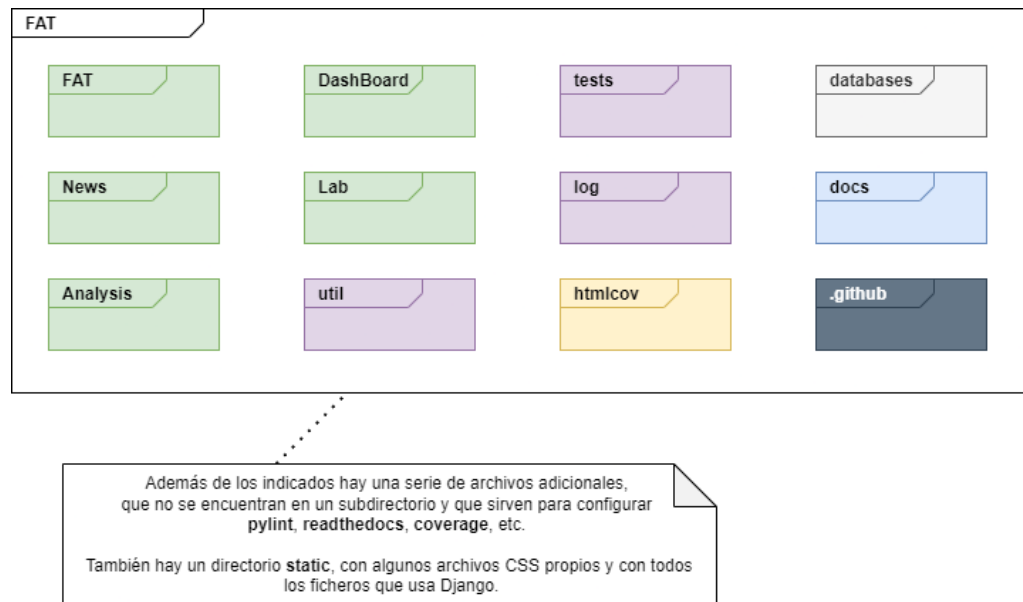 FAT
FAT
DashBoard
tests
databases
News
Lab
log
docs
Analysis
util
htmlcov
.github
Además de los indicados hay una serie de archivos adicionales,
que no se encuentran en un subdirectorio y que sirven para configurar
pylint, readthedocs, coverage, etc.
También hay un directorio static, con algunos archivos CSS propios y con todos
los ficheros que usa Django.